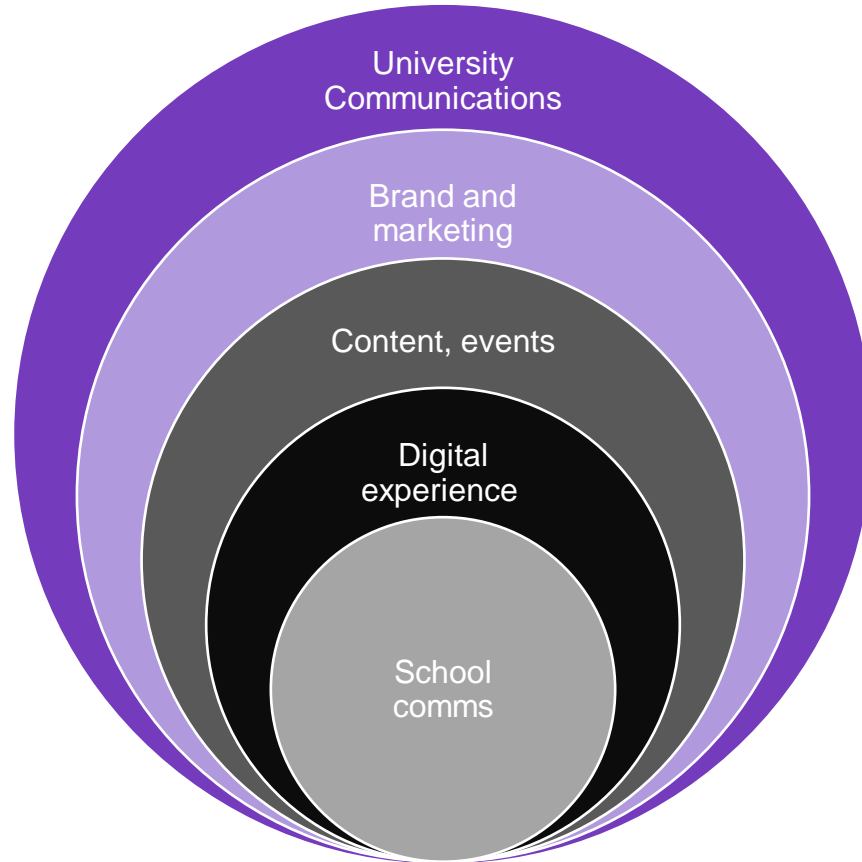 University
Communications
Brand and
marketing
Content, events
Digital
experience
School
comms